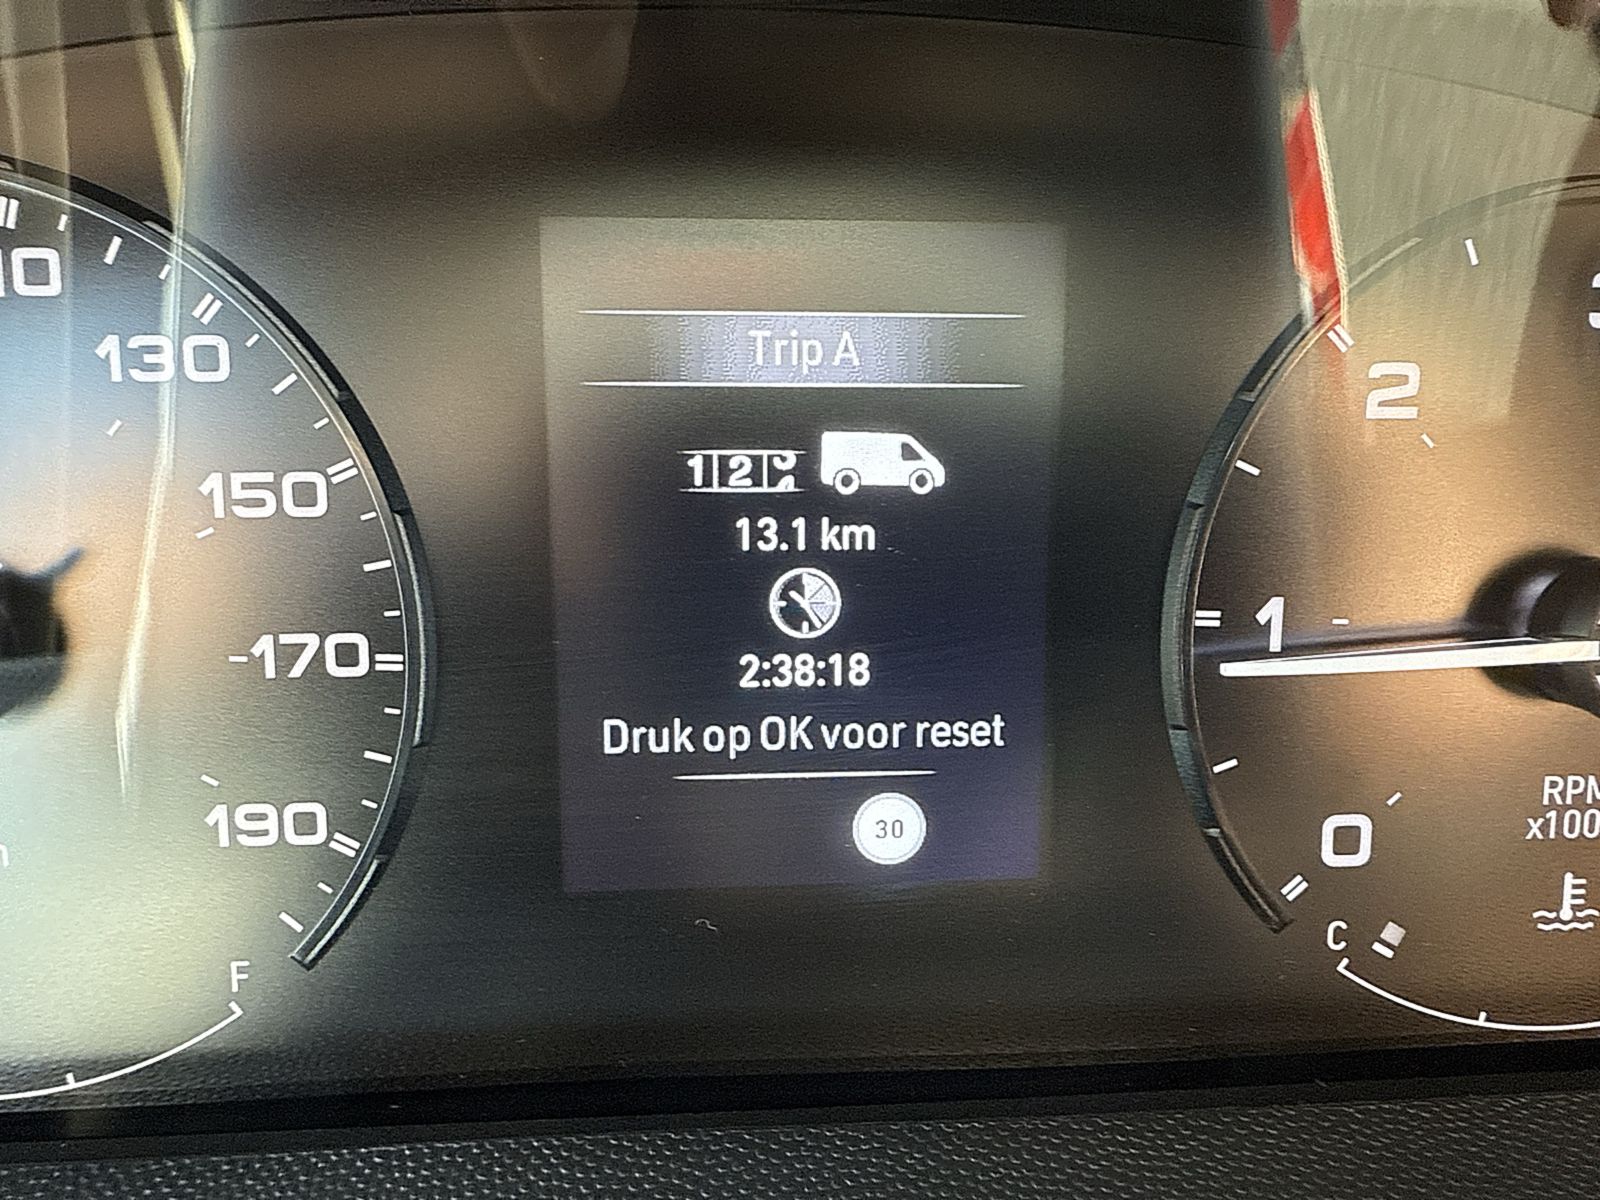 Trip A
12
13.1 km
2:38:18
Druk op OK voor reset
30
130
150
170
190
F
2
1
0
RPM
C